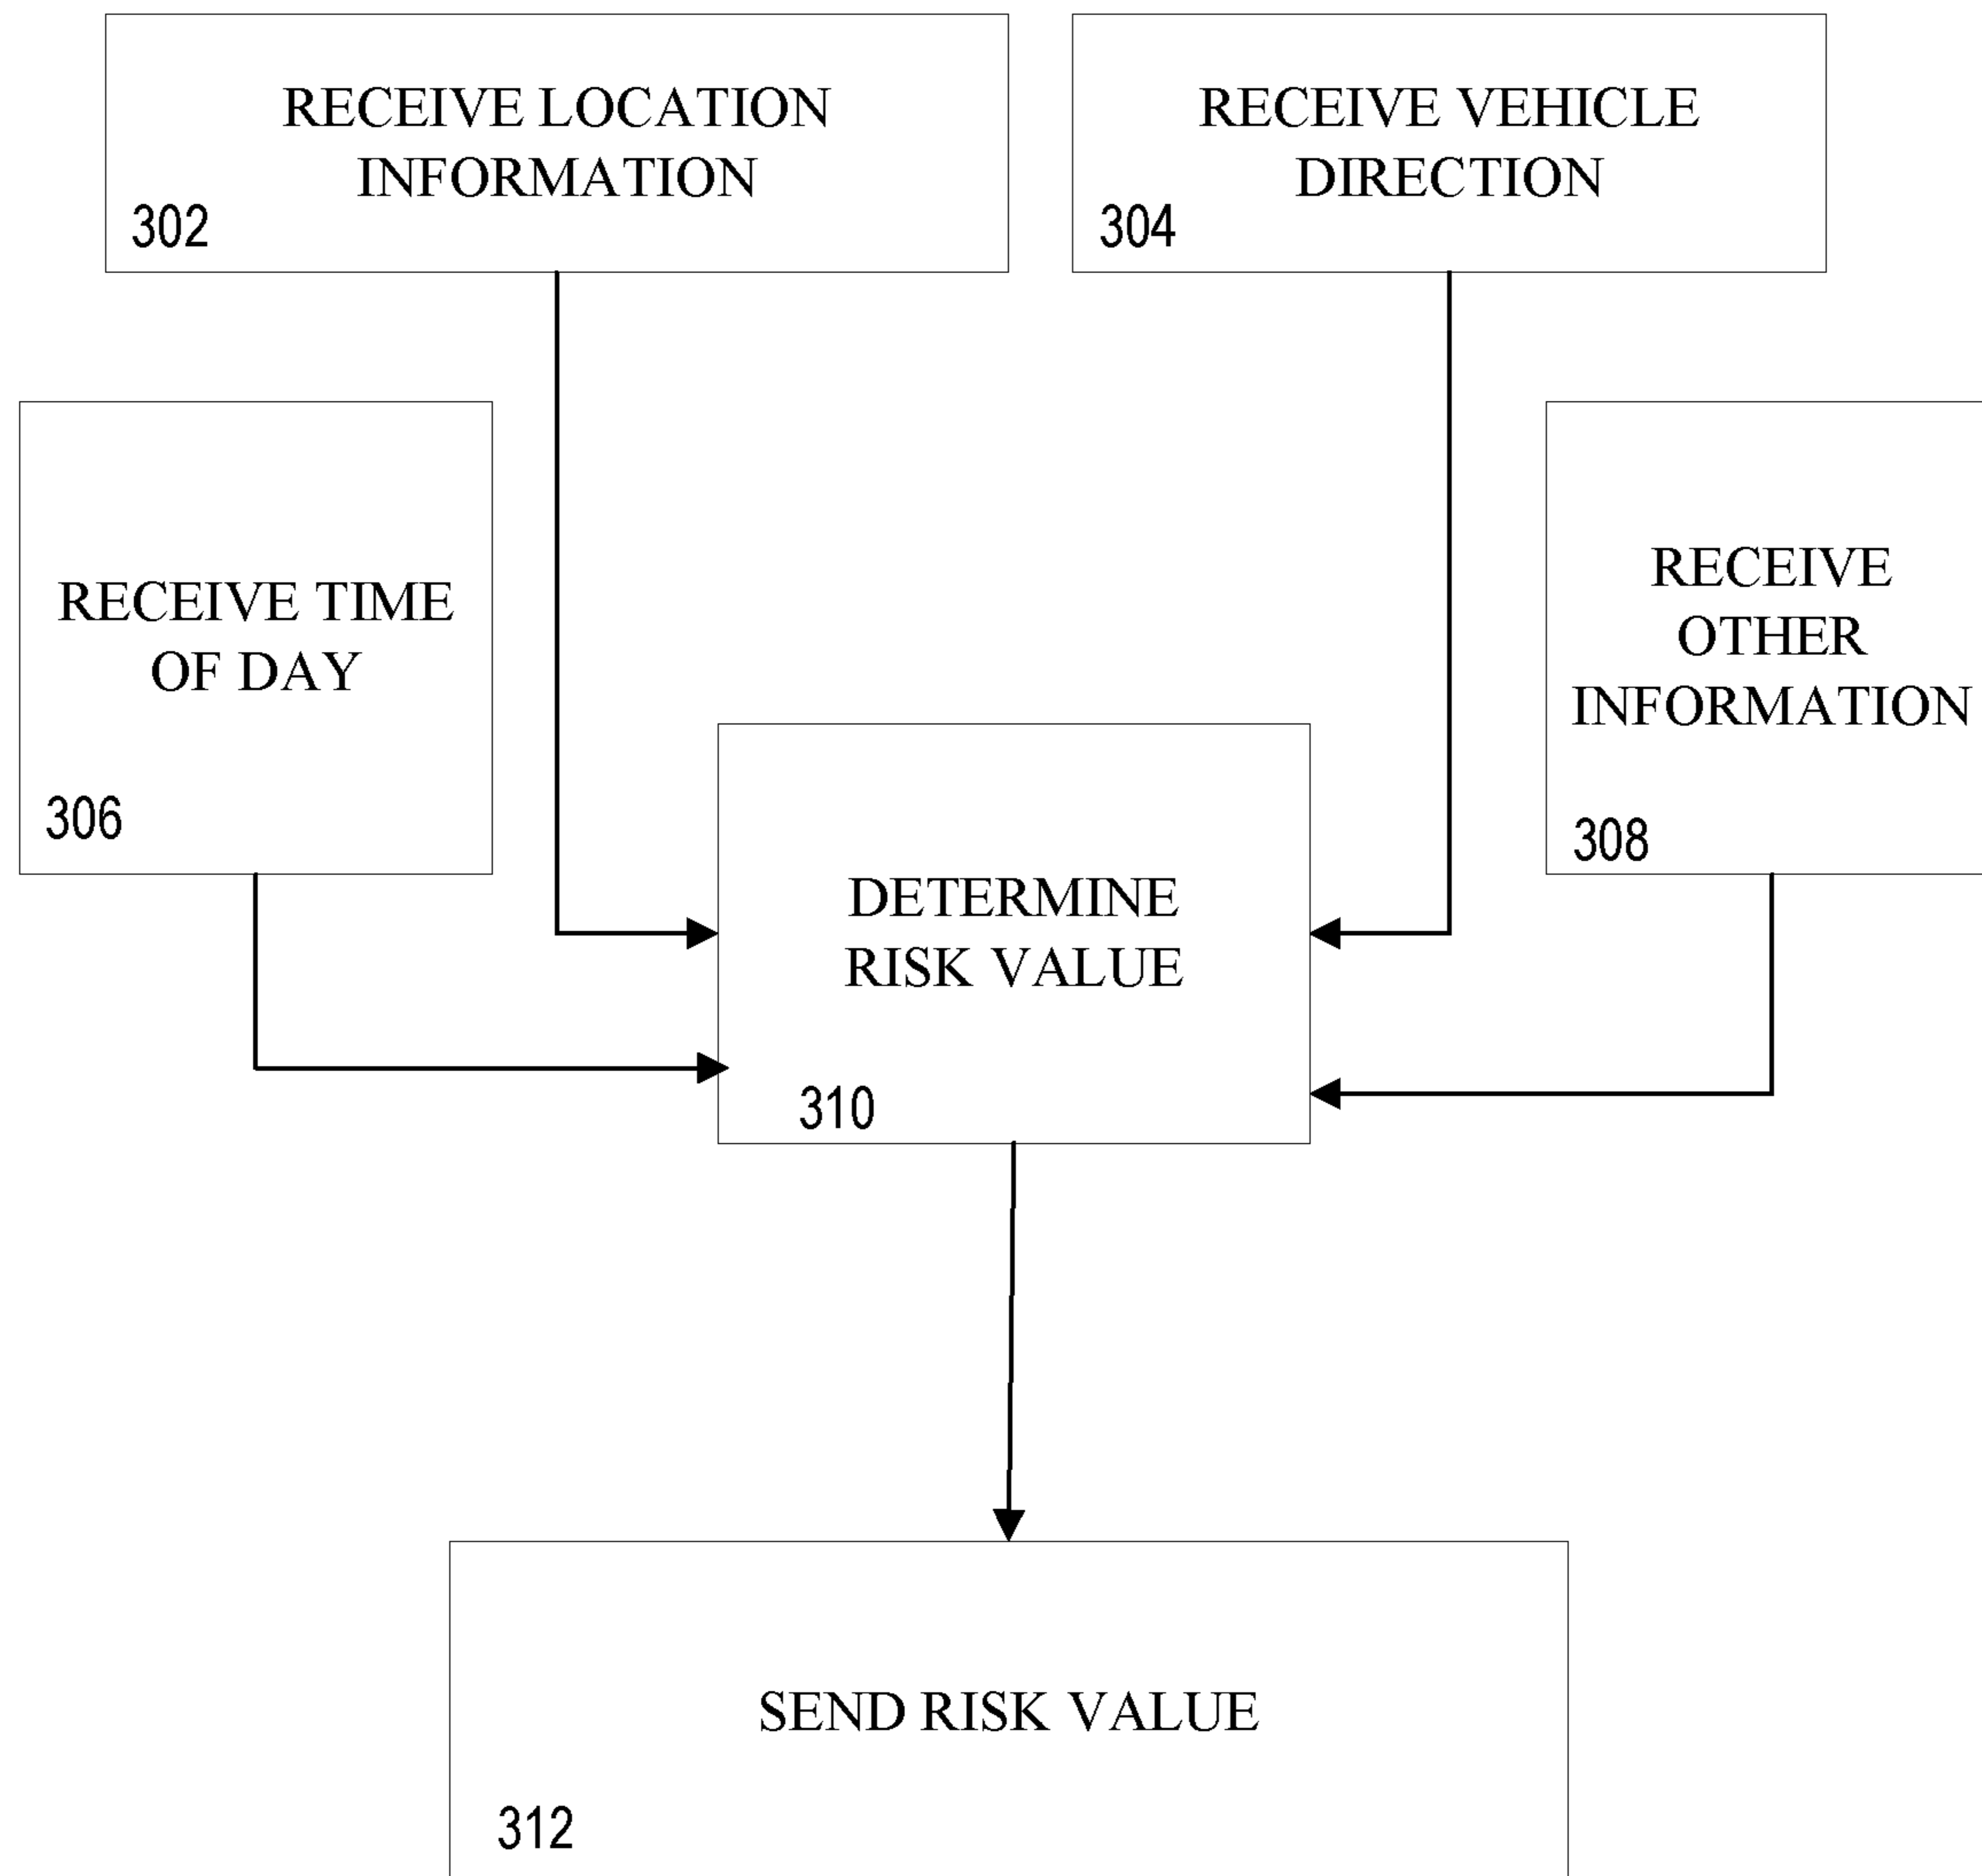 RECEIVE LOCATION
INFORMATION
302
RECEIVE VEHICLE
DIRECTION
304
RECEIVE TIME
OF DAY
306
RECEIVE
OTHER
INFORMATION
308
DETERMINE
RISK VALUE
310
SEND RISK VALUE
312